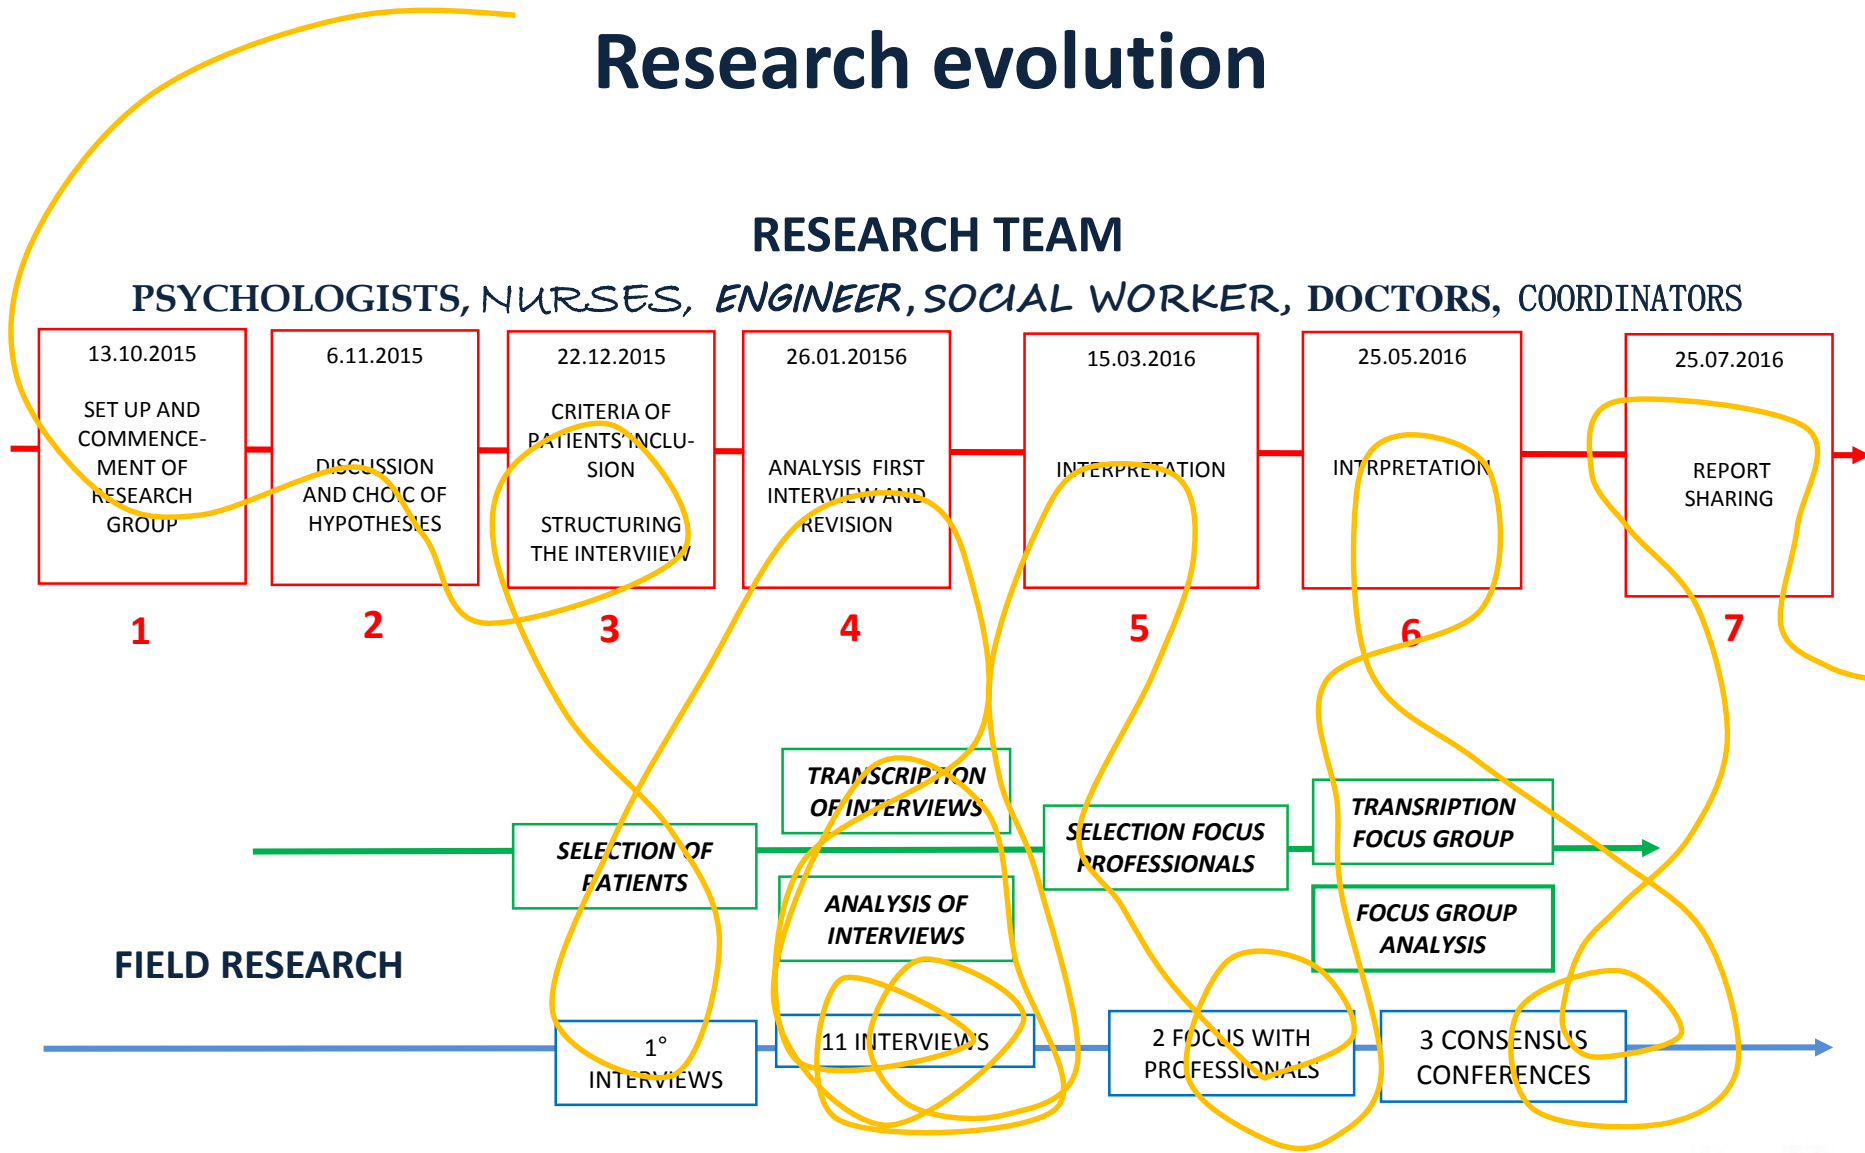 Research evolution
RESEARCH TEAM
PSYCHOLOGISTS, NURSES, ENGINEER, SOCIAL WORKER, DOCTORS, COORDINATORS
13.10.2015
SET UP AND
COMMENCE-
MENT OF
RESEARCH
GROUP
1
6.11.2015
DISCUSSION
AND CHOIC OF
HYPOTHESIES
2
22.12.2015
CRITERIA OF
PATIENTS'INCLU-
SION
STRUCTURING
THE INTERVIIEW
3
26.01.20156
ANALYSIS FIRST
INTERVIEW AND
REVISION
4
15.03.2016
INTERPRETATION
5
25.05.2016
INTRPRETATION
6
25.07.2016
REPORT
SHARING
7
SELECTION OF
PATIENTS
TRANSCRIPTION
OF INTERVIEWS
ANALYSIS OF
INTERVIEWS
SELECTION FOCUS
PROFESSIONALS
TRANSRIPTION
FOCUS GROUP
FOCUS GROUP
ANALYSIS
FIELD RESEARCH
1°
INTERVIEWS
11 INTERVIEWS
2 FOCUS WITH
PROFESSIONALS
3 CONSENSUS
CONFERENCES